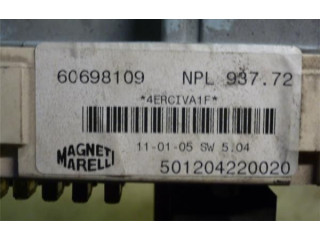 60698109 NPL 937.72
*4ERCIVA1F*
11-01-05 SW 5.04
MAGNETI
MARELLI
501204220020